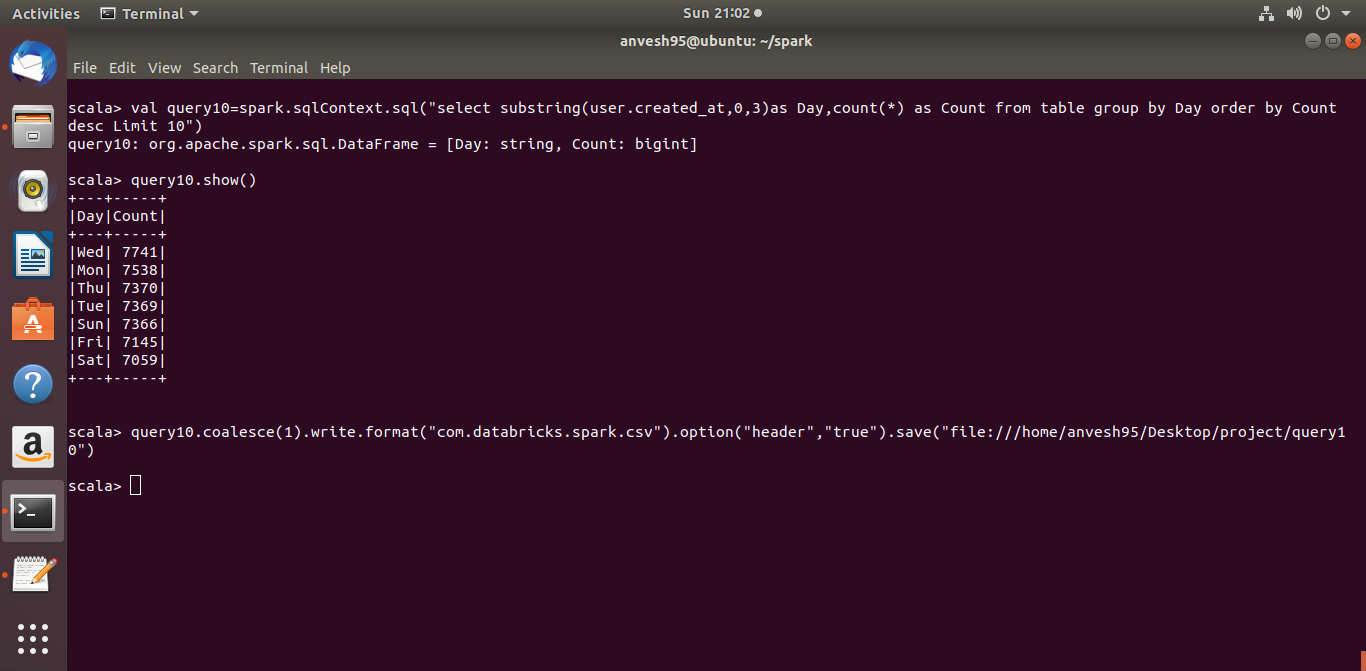 Activities Terminal Sun 21:02
anvesh95@ubuntu: ~/spark
File Edit View Search Terminal Help
scala> val query10=spark.sqlContext.sql("select substring(user.created_at,0,3)as Day,count(*) as Count from table group by Day order by Count
desc Limit 10")
query10: org.apache.spark.sql.DataFrame = [Day: string, Count: bigint]
scala> query10.show()
+---+-----+
|Day|Count|
+---+-----+
|Wed| 7741|
|Mon| 7538|
|Thu| 7370|
|Tue| 7369|
|Sun| 7366|
|Fri| 7145|
|Sat| 7059|
+---+-----+
scala> query10.coalesce(1).write.format("com.databricks.spark.csv").option("header","true").save("file:///home/anvesh95/Desktop/project/query1
0")
scala>